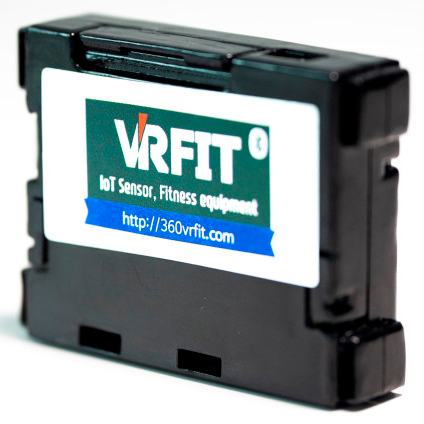 VRFIT
IoT Sensor, Fitness equipment
http://360vrfit.com